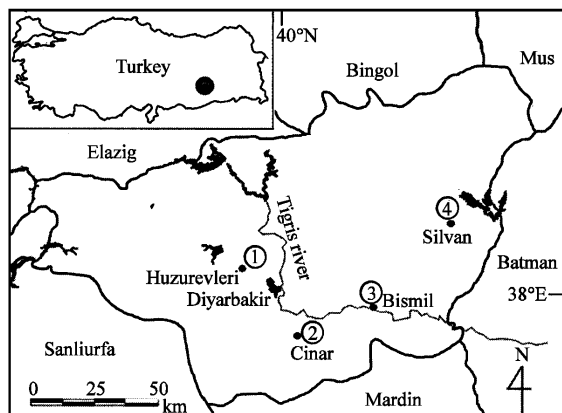 40°N
Turkey
Bingol
Mus
Elazig
Tigris river
4
Silvan
1
Huzurevleri
Diyarbakir
Batman
38°E
3
Bismil
2
Cinar
Sanliurfa
N
0 25 50
km
Mardin